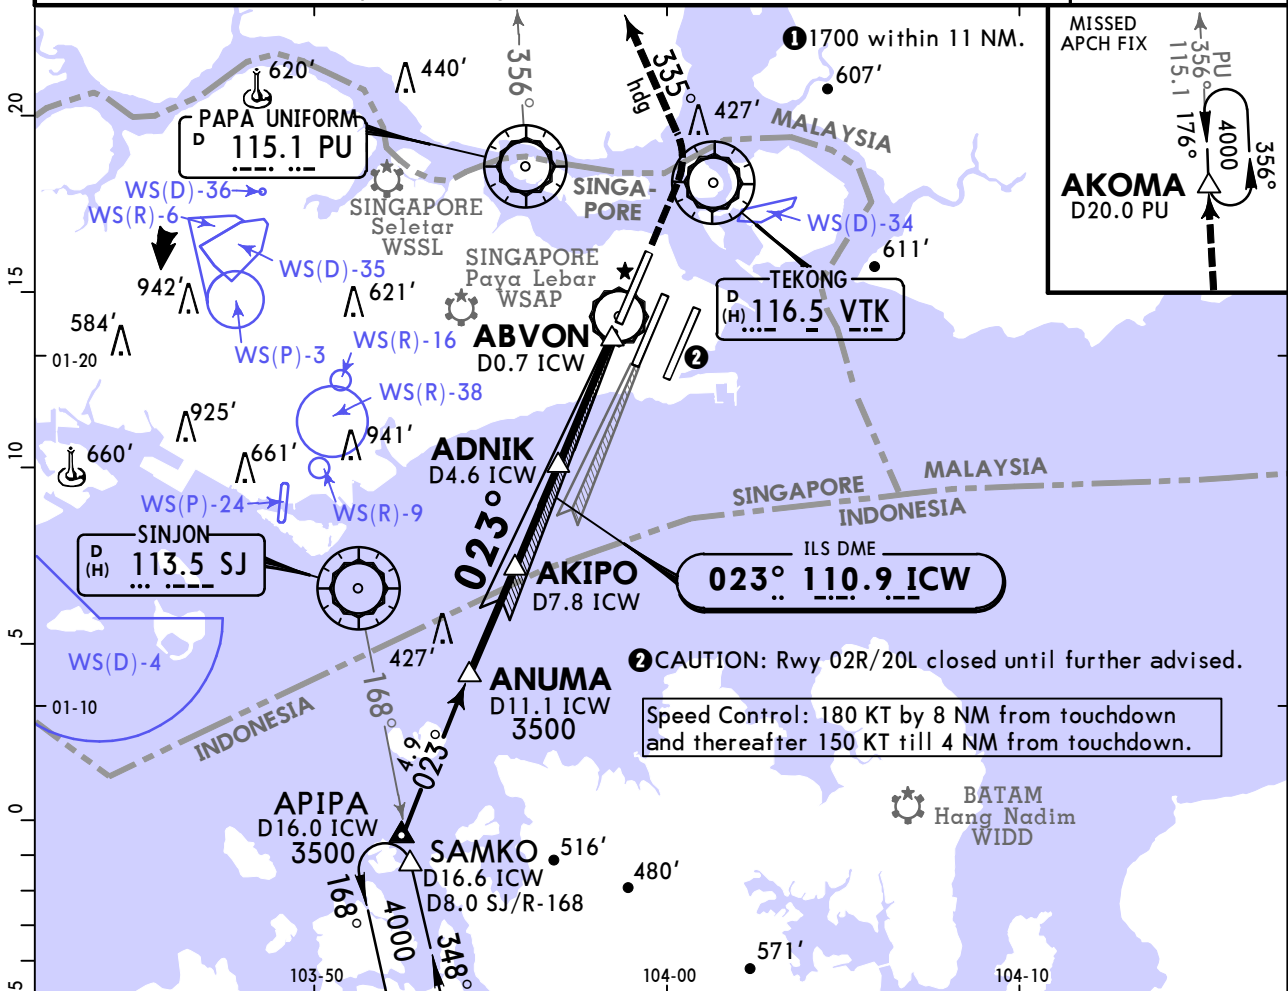 ❶1700 within 11 NM.
MISSED
APCH FIX
PU
356°
115.1
176°
4000
356°
AKOMA
D20.0 PU
20
15
10
5
0
5
620'
440'
356°
335°
hdg
607'
427'
MALAYSIA
PAPA UNIFORM
D
115.1 PU
WS(D)-36
WS(R)-6
SINGAPORE
Seletar
WSSL
SINGA-
PORE
WS(D)-34
611'
WS(D)-35
SINGAPORE
Paya Lebar
WSAP
TEKONG
D
(H) 116.5 VTK
942'
621'
584'
WS(P)-3
WS(R)-16
ABVON
D0.7 ICW
❷
01-20
WS(R)-38
925'
941'
660'
661'
ADNIK
D4.6 ICW
MALAYSIA
SINGAPORE
INDONESIA
WS(P)-24
WS(R)-9
SINJON
D
(H) 113.5 SJ
023°
ILS DME
023° 110.9 ICW
AKIPO
D7.8 ICW
427'
WS(D)-4
❷CAUTION: Rwy 02R/20L closed until further advised.
ANUMA
D11.1 ICW
3500
168°
01-10
INDONESIA
Speed Control: 180 KT by 8 NM from touchdown
and thereafter 150 KT till 4 NM from touchdown.
4.9
023°
APIPA
D16.0 ICW
3500
BATAM
Hang Nadim
WIDD
SAMKO
D16.6 ICW
D8.0 SJ/R-168
516'
480'
168°
4000
348°
571'
103-50
104-00
104-10